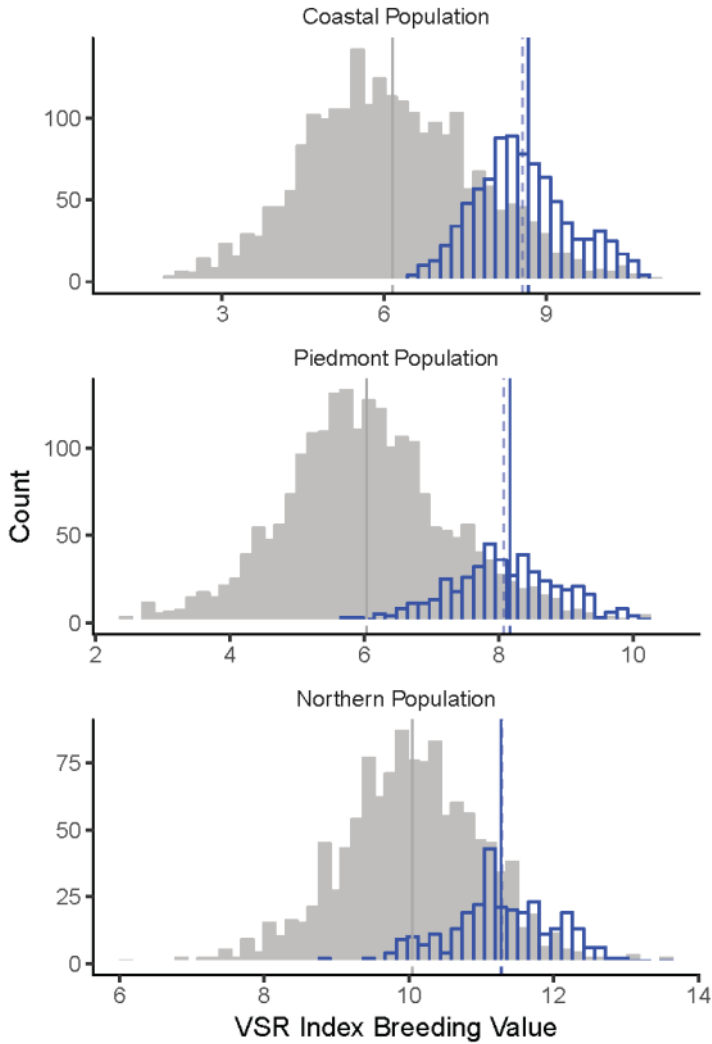 Coastal Population
100
50
0
3 6 9
Piedmont Population
Count
100
50
0
2 4 6 8 10
Northern Population
75
50
25
0
6 8 10 12 14
VSR Index Breeding Value